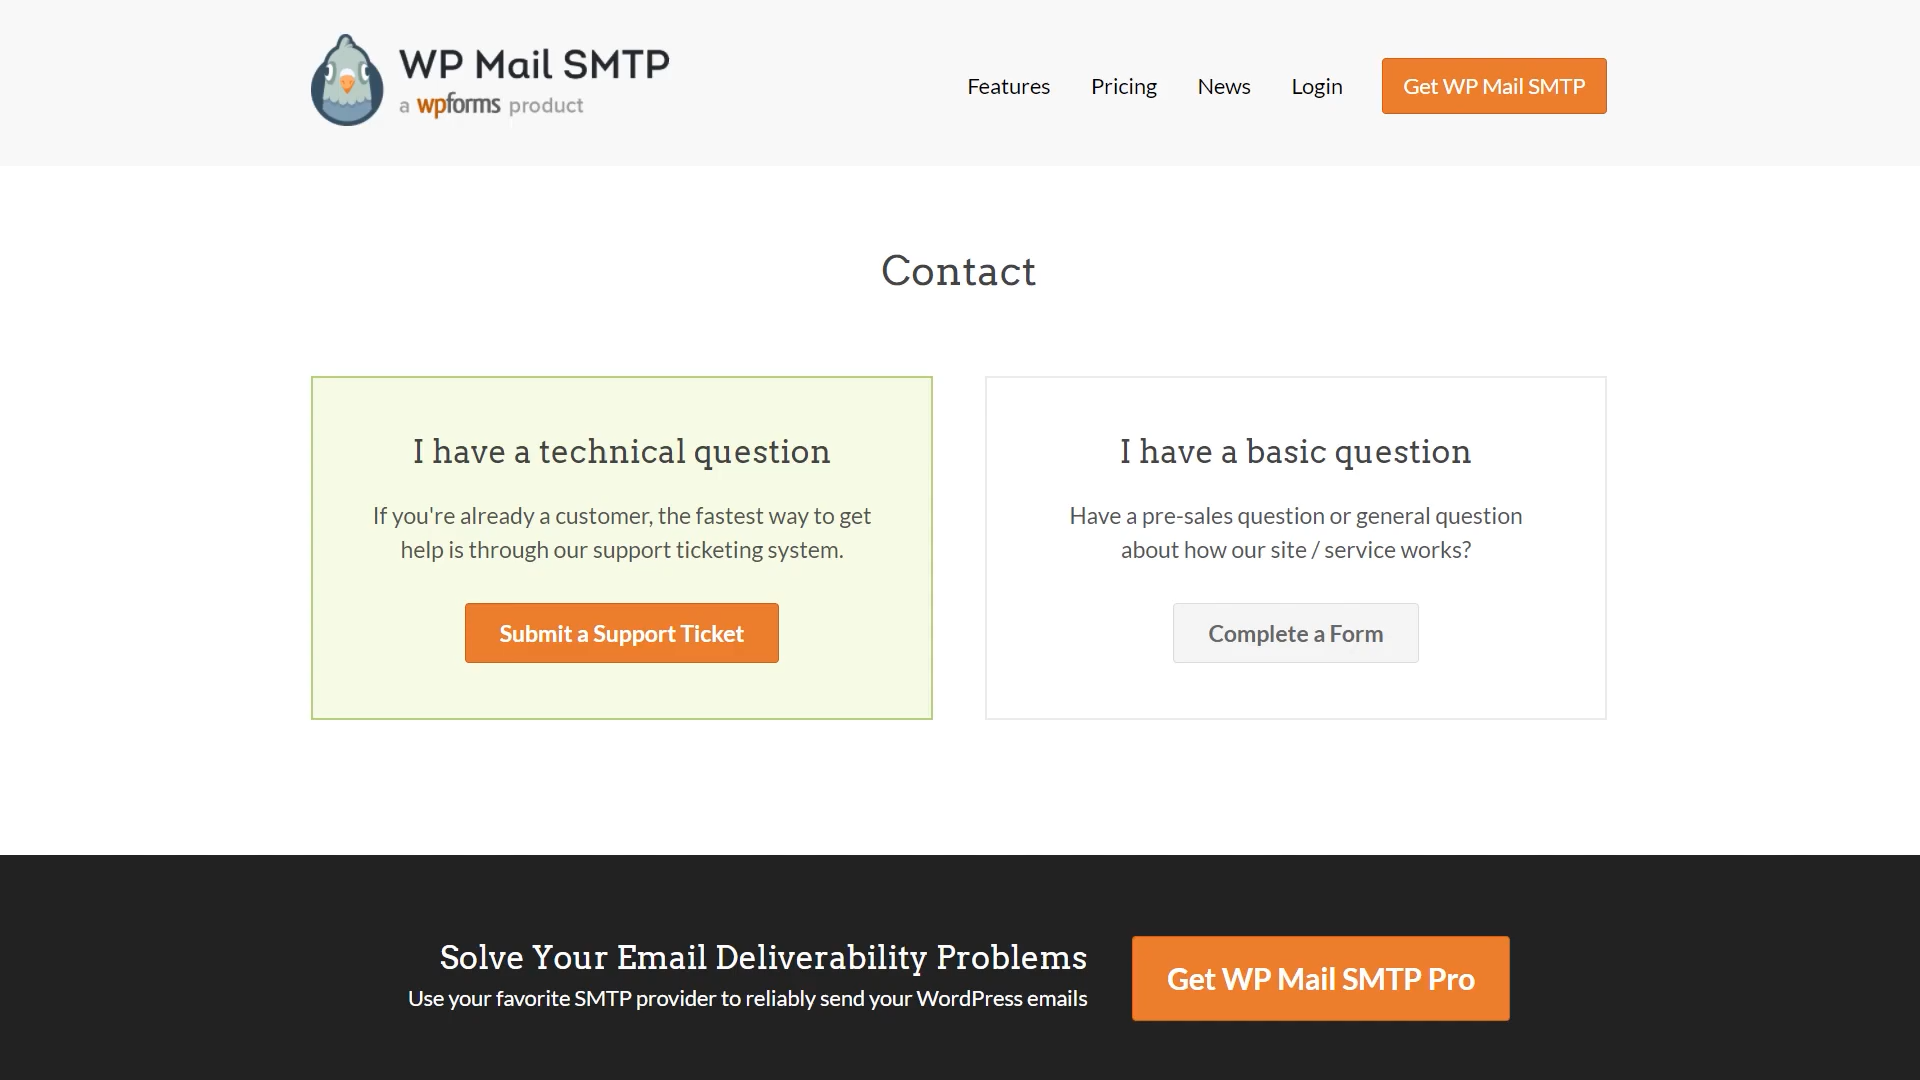 WP Mail SMTP
a wpforms product
Features
Pricing
News
Login
Get WP Mail SMTP
Contact
I have a technical question
If you're already a customer, the fastest way to get
help is through our support ticketing system.
Submit a Support Ticket
I have a basic question
Have a pre-sales question or general question
about how our site / service works?
Complete a Form
Solve Your Email Deliverability Problems
Use your favorite SMTP provider to reliably send your WordPress emails
Get WP Mail SMTP Pro